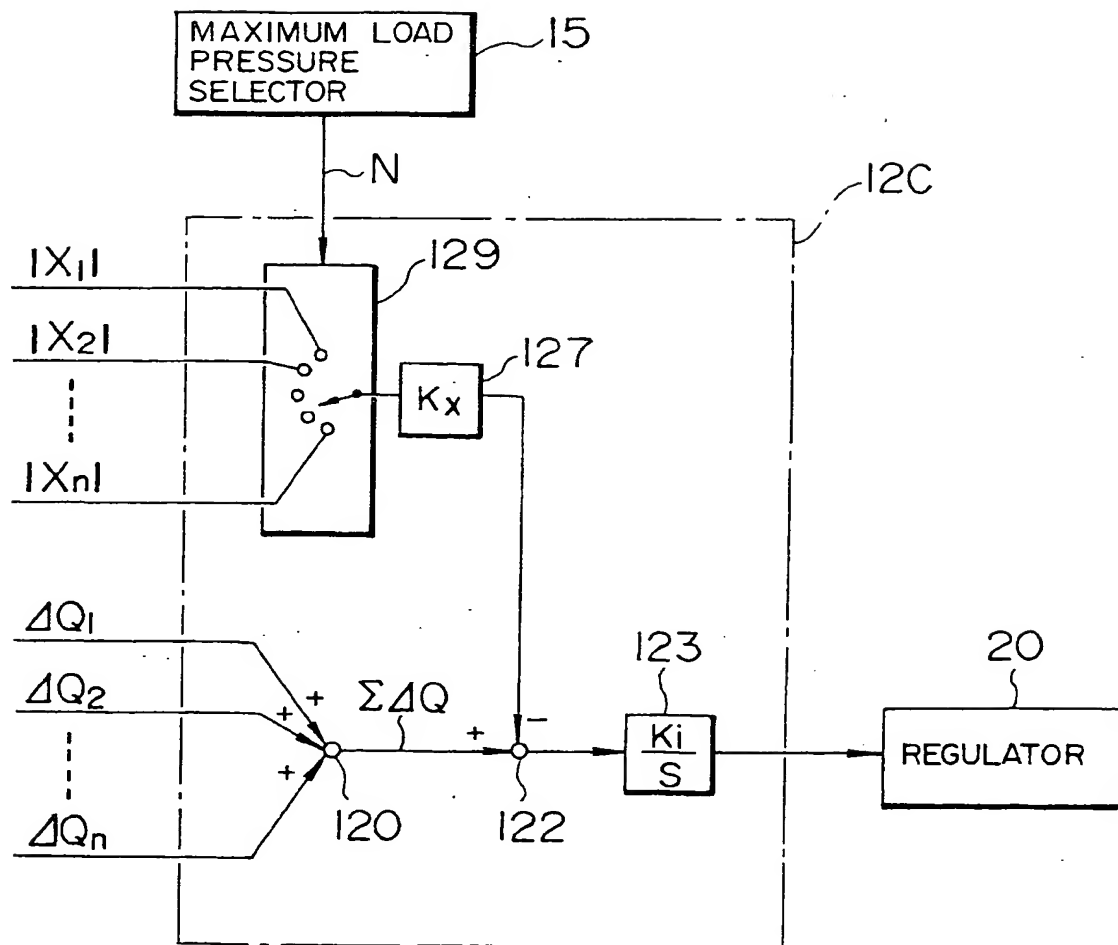 MAXIMUM LOAD
PRESSURE
SELECTOR
15
N
12C
|X1|
129
|X2|
127
Kx
|Xn|
ΔQ1
ΔQ2
ΔQn
+
+
+
ΣΔQ
+
-
120
122
123
Ki
S
20
REGULATOR